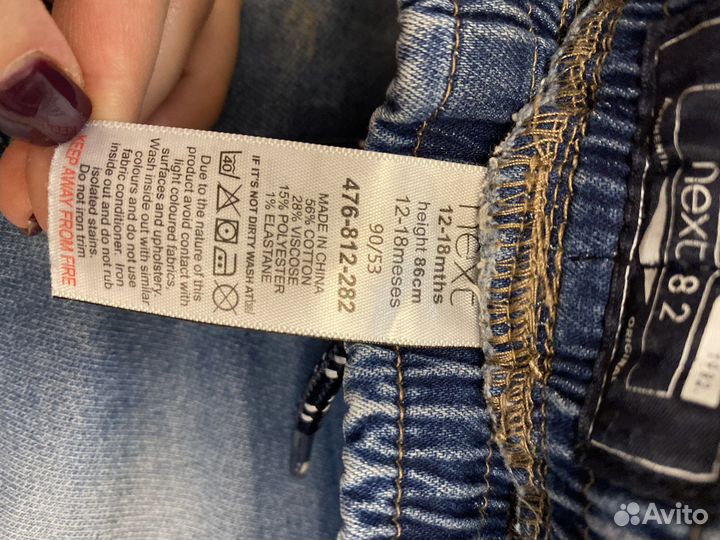 next
12-18mths
height 86cm
12-18meses
90/53
476-812-282
MADE IN CHINA
56% COTTON
28% VISCOSE
15% POLYESTER
1% ELASTANE
IF IT'S NOT DIRTY WASH AT 30
40
Due to the nature of this
product avoid contact with
light coloured fabrics,
surfaces and upholstery.
Wash inside out with similar
colours and do not use
fabric conditioner. Iron
inside out and do not rub
Isolated stains.
Do not iron trim
KEEP AWAY FROM FIRE
next
82
Avito